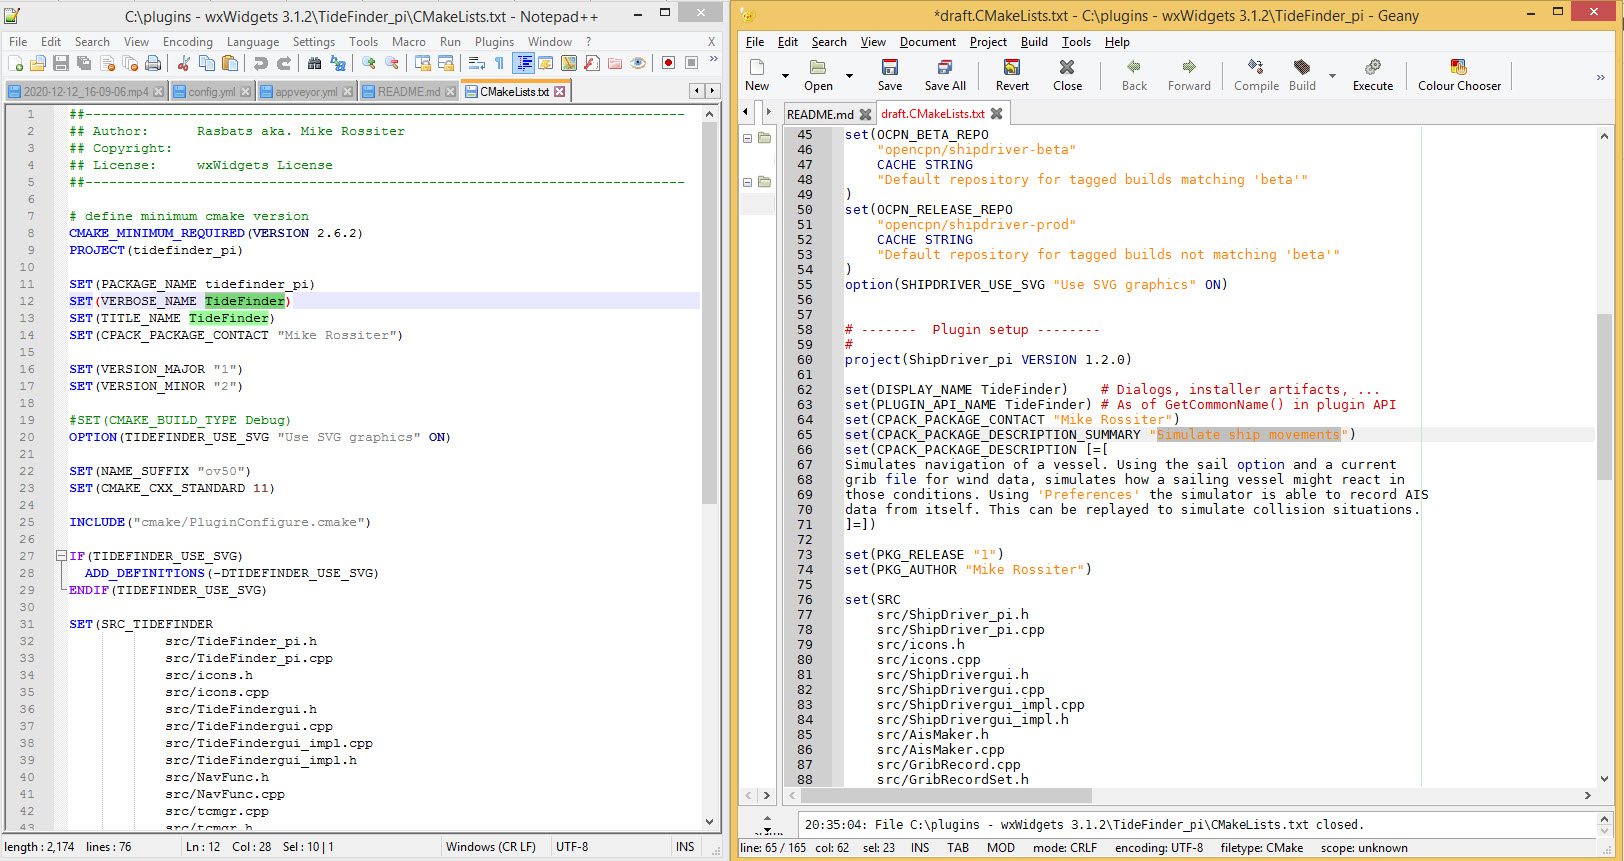 C:\plugins - wxWidgets 3.1.2\TideFinder_pi\CMakeLists.txt - Notepad++
File Edit Search View Encoding Language Settings Tools Macro Run Plugins Window ? X
2020-12-12_16-09-06.mp4 config.yml appveyor.yml README.md CMakeLists.txt
1 ##---------------------------------------------------------------------------
2 ## Author:      Rasbats aka. Mike Rossiter
3 ## Copyright:
4 ## License:     wxWidgets License
5 ##---------------------------------------------------------------------------
6
7 # define minimum cmake version
8 CMAKE_MINIMUM_REQUIRED(VERSION 2.6.2)
9 PROJECT(tidefinder_pi)
10
11 SET(PACKAGE_NAME tidefinder_pi)
12 SET(VERBOSE_NAME TideFinder)
13 SET(TITLE_NAME TideFinder)
14 SET(CPACK_PACKAGE_CONTACT "Mike Rossiter")
15
16 SET(VERSION_MAJOR "1")
17 SET(VERSION_MINOR "2")
18
19 #SET(CMAKE_BUILD_TYPE Debug)
20 OPTION(TIDEFINDER_USE_SVG "Use SVG graphics" ON)
21
22 SET(NAME_SUFFIX "ov50")
23 SET(CMAKE_CXX_STANDARD 11)
24
25 INCLUDE("cmake/PluginConfigure.cmake")
26
27 IF(TIDEFINDER_USE_SVG)
28   ADD_DEFINITIONS(-DTIDEFINDER_USE_SVG)
29 ENDIF(TIDEFINDER_USE_SVG)
30
31 SET(SRC_TIDEFINDER
32             src/TideFinder_pi.h
33             src/TideFinder_pi.cpp
34             src/icons.h
35             src/icons.cpp
36             src/TideFindergui.h
37             src/TideFindergui.cpp
38             src/TideFindergui_impl.cpp
39             src/TideFindergui_impl.h
40             src/NavFunc.h
41             src/NavFunc.cpp
42             src/tcmgr.cpp
43             src/tcmgr.h
length : 2,174 lines : 76 Ln : 12 Col : 28 Sel : 10 | 1 Windows (CR LF) UTF-8 INS
*draft.CMakeLists.txt - C:\plugins - wxWidgets 3.1.2\TideFinder_pi - Geany
File Edit Search View Document Project Build Tools Help
New Open Save Save All Revert Close Back Forward Compile Build Execute Colour Chooser
README.md draft.CMakeLists.txt
45 set(OCPN_BETA_REPO
46     "opencpn/shipdriver-beta"
47     CACHE STRING
48     "Default repository for tagged builds matching 'beta'"
49 )
50 set(OCPN_RELEASE_REPO
51     "opencpn/shipdriver-prod"
52     CACHE STRING
53     "Default repository for tagged builds not matching 'beta'"
54 )
55 option(SHIPDRIVER_USE_SVG "Use SVG graphics" ON)
56
57
58 # -------  Plugin setup --------
59 #
60 project(ShipDriver_pi VERSION 1.2.0)
61
62 set(DISPLAY_NAME TideFinder)    # Dialogs, installer artifacts, ...
63 set(PLUGIN_API_NAME TideFinder) # As of GetCommonName() in plugin API
64 set(CPACK_PACKAGE_CONTACT "Mike Rossiter")
65 set(CPACK_PACKAGE_DESCRIPTION_SUMMARY "Simulate ship movements")
66 set(CPACK_PACKAGE_DESCRIPTION [=[
67 Simulates navigation of a vessel. Using the sail option and a current
68 grib file for wind data, simulates how a sailing vessel might react in
69 those conditions. Using 'Preferences' the simulator is able to record AIS
70 data from itself. This can be replayed to simulate collision situations.
71 ]=])
72
73 set(PKG_RELEASE "1")
74 set(PKG_AUTHOR "Mike Rossiter")
75
76 set(SRC
77     src/ShipDriver_pi.h
78     src/ShipDriver_pi.cpp
79     src/icons.h
80     src/icons.cpp
81     src/ShipDrivergui.h
82     src/ShipDrivergui.cpp
83     src/ShipDrivergui_impl.cpp
84     src/ShipDrivergui_impl.h
85     src/AisMaker.h
86     src/AisMaker.cpp
87     src/GribRecord.cpp
88     src/GribRecordSet.h
20:35:04: File C:\plugins - wxWidgets 3.1.2\TideFinder_pi\CMakeLists.txt closed.
line: 65 / 165 col: 62 sel: 23 INS TAB MOD mode: CRLF encoding: UTF-8 filetype: CMake scope: unknown